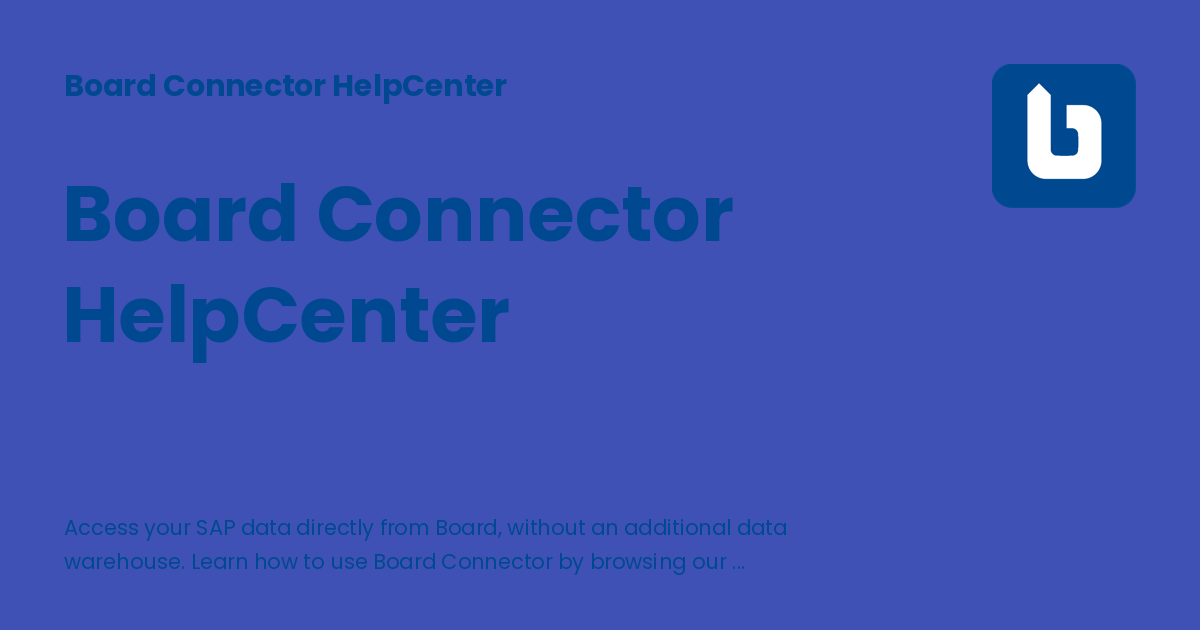 Board Connector HelpCenter
Board Connector
HelpCenter
Access your SAP data directly from Board, without an additional data
warehouse. Learn how to use Board Connector by browsing our ...